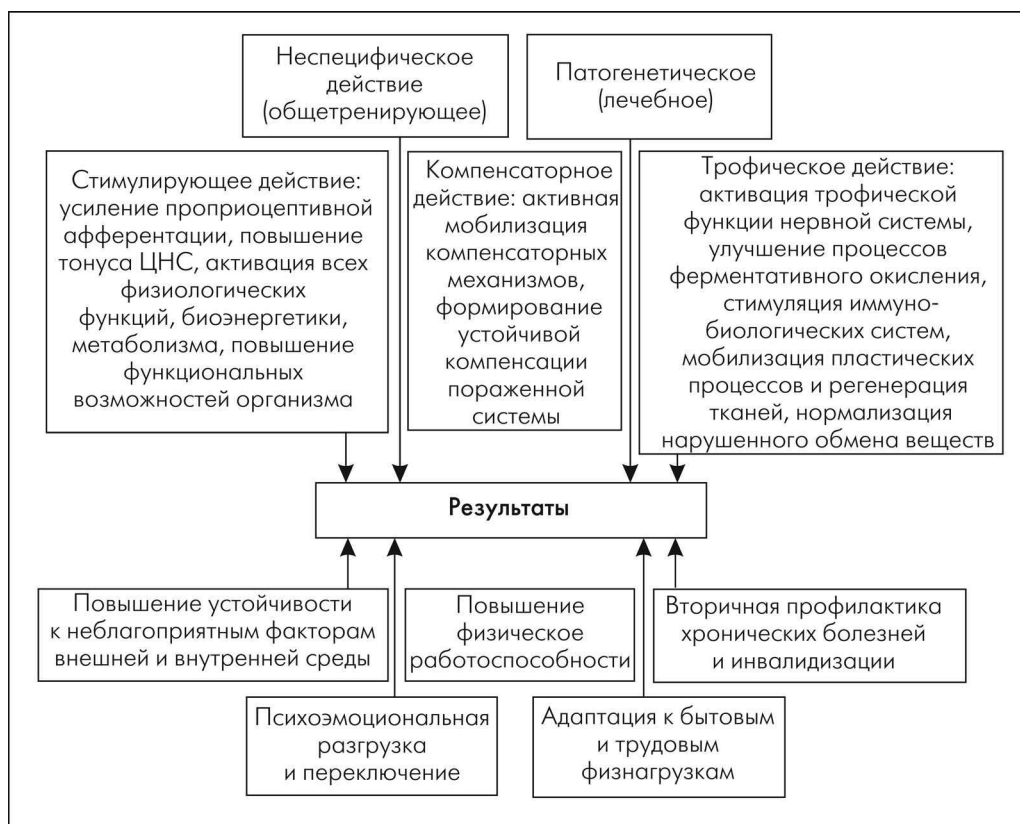 Неспецифическое
действие
(общетренирующее)
Патогенетическое
(лечебное)
Стимулирующее действие:
усиление проприоцептивной
афферентации, повышение
тонуса ЦНС, активация всех
физиологических
функций, биоэнергетики,
метаболизма, повышение
функциональных
возможностей организма
Компенсаторное
действие: активная
мобилизация
компенсаторных
механизмов,
формирование
устойчивой
компенсации
пораженной
системы
Трофическое действие:
активация трофической
функции нервной системы,
улучшение процессов
ферментативного окисления,
стимуляция иммуно-
биологических систем,
мобилизация пластических
процессов и регенерация
тканей, нормализация
нарушенного обмена веществ
Результаты
Повышение устойчивости
к неблагоприятным факторам
внешней и внутренней среды
Повышение
физическое
работоспособности
Вторичная профилактика
хронических болезней
и инвалидизации
Психоэмоциональная
разгрузка
и переключение
Адаптация к бытовым
и трудовым
физнагрузкам